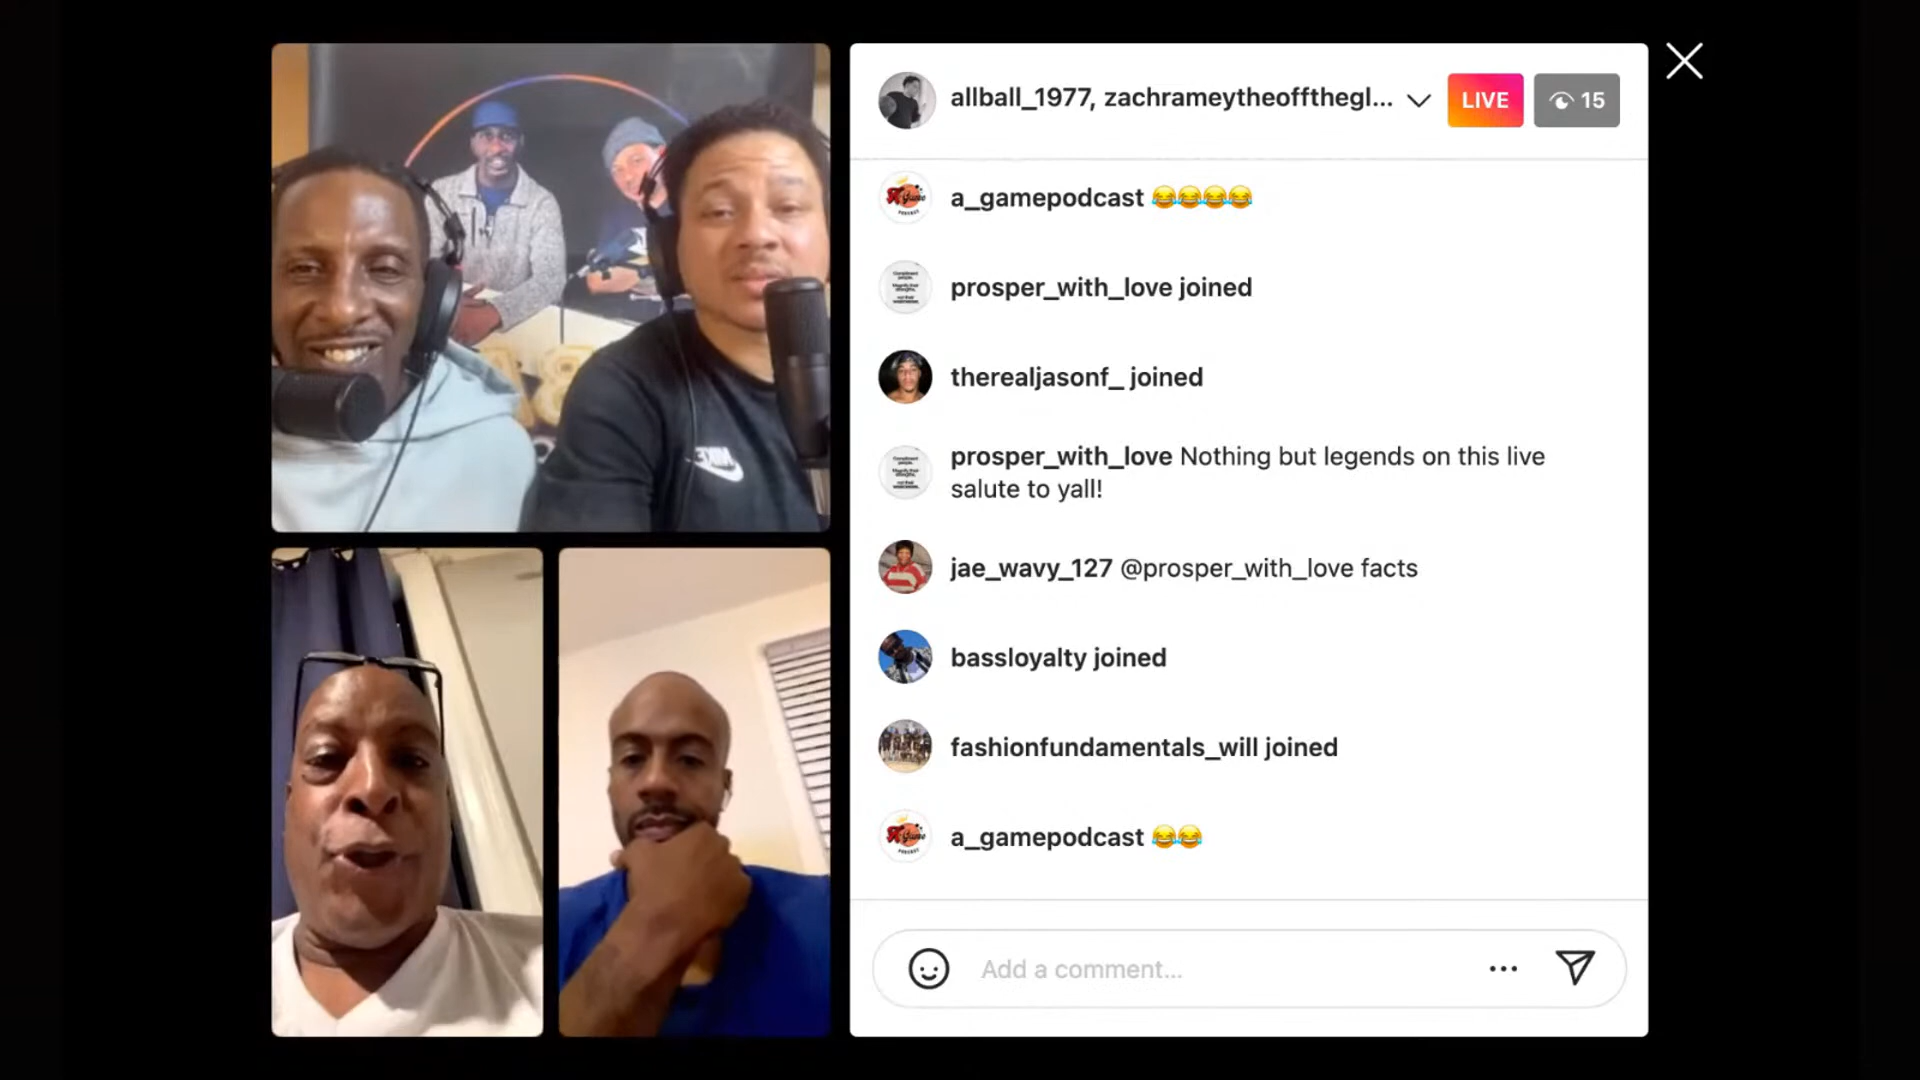 allball_1977, zachrameytheoffthegl...
LIVE
15
a_gamepodcast 😂😂😂😂
prosper_with_love joined
therealjasonf_ joined
prosper_with_love Nothing but legends on this live
salute to yall!
jae_wavy_127 @prosper_with_love facts
bassloyalty joined
fashionfundamentals_will joined
a_gamepodcast 😂😂
Add a comment...